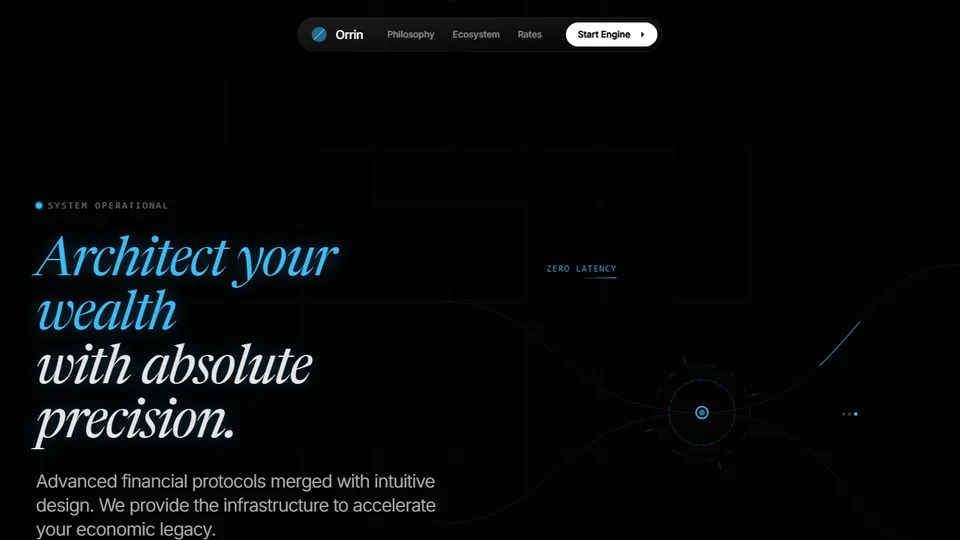 Orrin
Philosophy
Ecosystem
Rates
Start Engine
SYSTEM OPERATIONAL
Architect your
wealth
with absolute
precision.
ZERO LATENCY
Advanced financial protocols merged with intuitive
design. We provide the infrastructure to accelerate
your economic legacy.